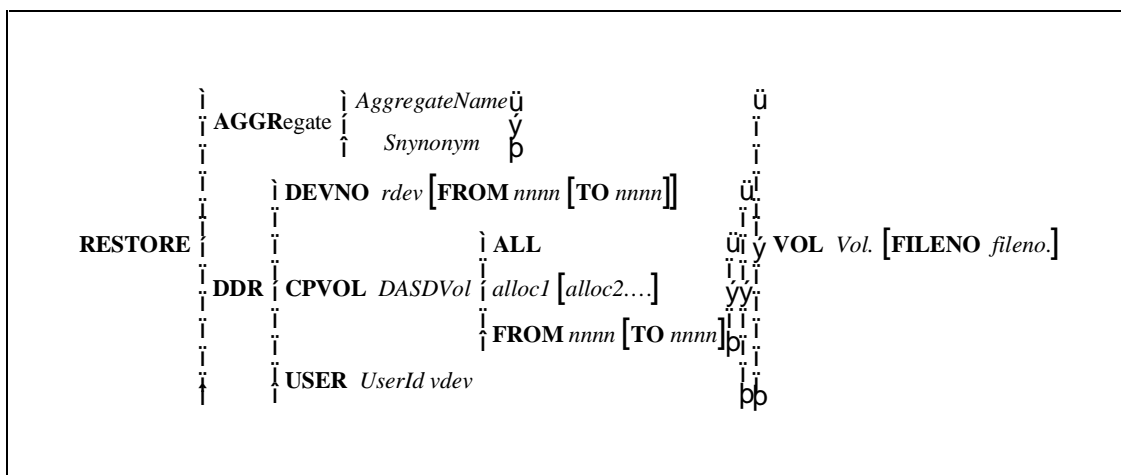 AGGRegate AggregateName
Snynonym
DEVNO rdev [FROM nnnn [TO nnnn]]
RESTORE ALL VOL Vol. [FILENO fileno.]
DDR CPVOL DASDVol alloc1 [alloc2….]
FROM nnnn [TO nnnn]
USER UserId vdev